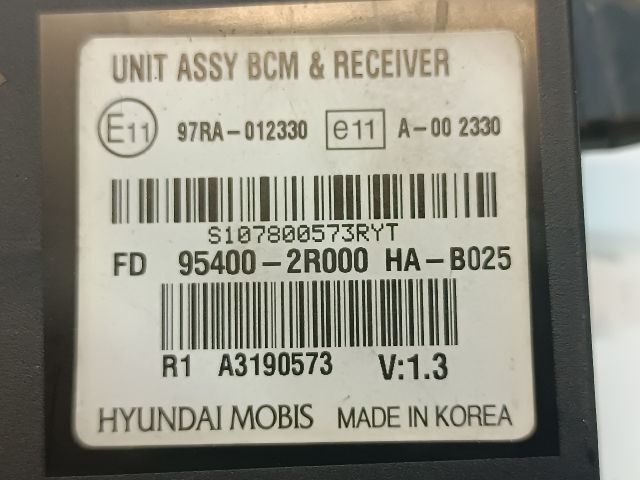 UNIT ASSY BCM & RECEIVER
E11 97RA-012330 e11 A-00 2330
S107800573RYT
FD 95400-2R000 HA-B025
R1 A3190573 V:1.3
HYUNDAI MOBIS MADE IN KOREA